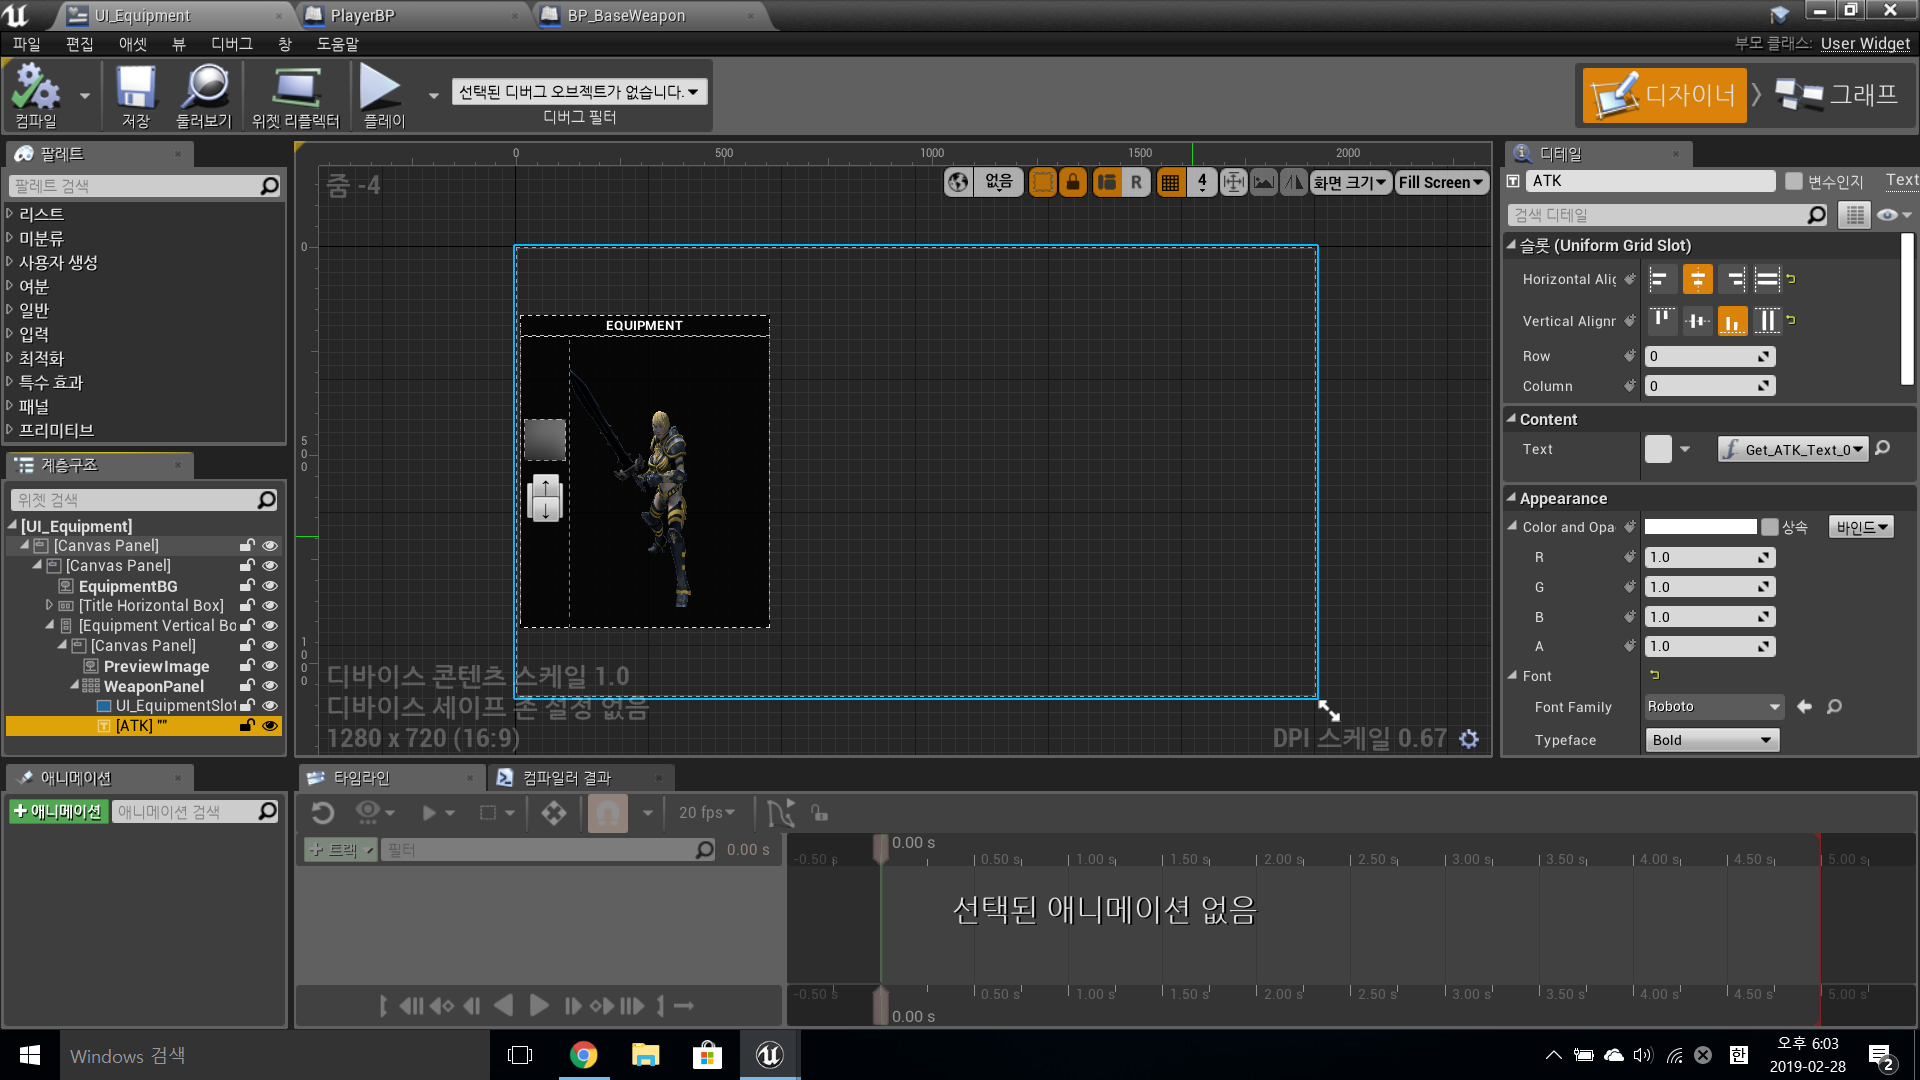 UI_Equipment
PlayerBP
BP_BaseWeapon
파일 편집 애셋 뷰 디버그 창 도움말
부모 클래스: User Widget
컴파일
저장
둘러보기
위젯 리플렉터
플레이
선택된 디버그 오브젝트가 없습니다.
디버그 필터
디자이너
그래프
팔레트
팔레트 검색
리스트
미분류
사용자 생성
여분
일반
입력
최적화
특수 효과
패널
프리미티브
계층구조
위젯 검색
[UI_Equipment]
[Canvas Panel]
[Canvas Panel]
EquipmentBG
[Title Horizontal Box]
[Equipment Vertical Bo
[Canvas Panel]
PreviewImage
WeaponPanel
UI_EquipmentSlot
[ATK] ""
0 500 1000 1500 2000
줌 -4
없음
R
4
화면 크기
Fill Screen
0
500
1000
EQUIPMENT
디바이스 콘텐츠 스케일 1.0
디바이스 세이프 존 설정 없음
1280 x 720 (16:9)
DPI 스케일 0.67
디테일
ATK
변수인지
Text
검색 디테일
슬롯 (Uniform Grid Slot)
Horizontal Alig
Vertical Alignr
Row 0
Column 0
Content
Text
Get_ATK_Text_0
Appearance
Color and Opa
상속
바인드
R 1.0
G 1.0
B 1.0
A 1.0
Font
Font Family Roboto
Typeface Bold
애니메이션
+애니메이션
애니메이션 검색
타임라인
컴파일러 결과
20 fps
+ 트랙
필터
0.00 s
0.00 s
-0.50 s 0.50 s 1.00 s 1.50 s 2.00 s 2.50 s 3.00 s 3.50 s 4.00 s 4.50 s 5.00 s
선택된 애니메이션 없음
-0.50 s 0.50 s 1.00 s 1.50 s 2.00 s 2.50 s 3.00 s 3.50 s 4.00 s 4.50 s 5.00 s
0.00 s
Windows 검색
한
오후 6:03
2019-02-28
2